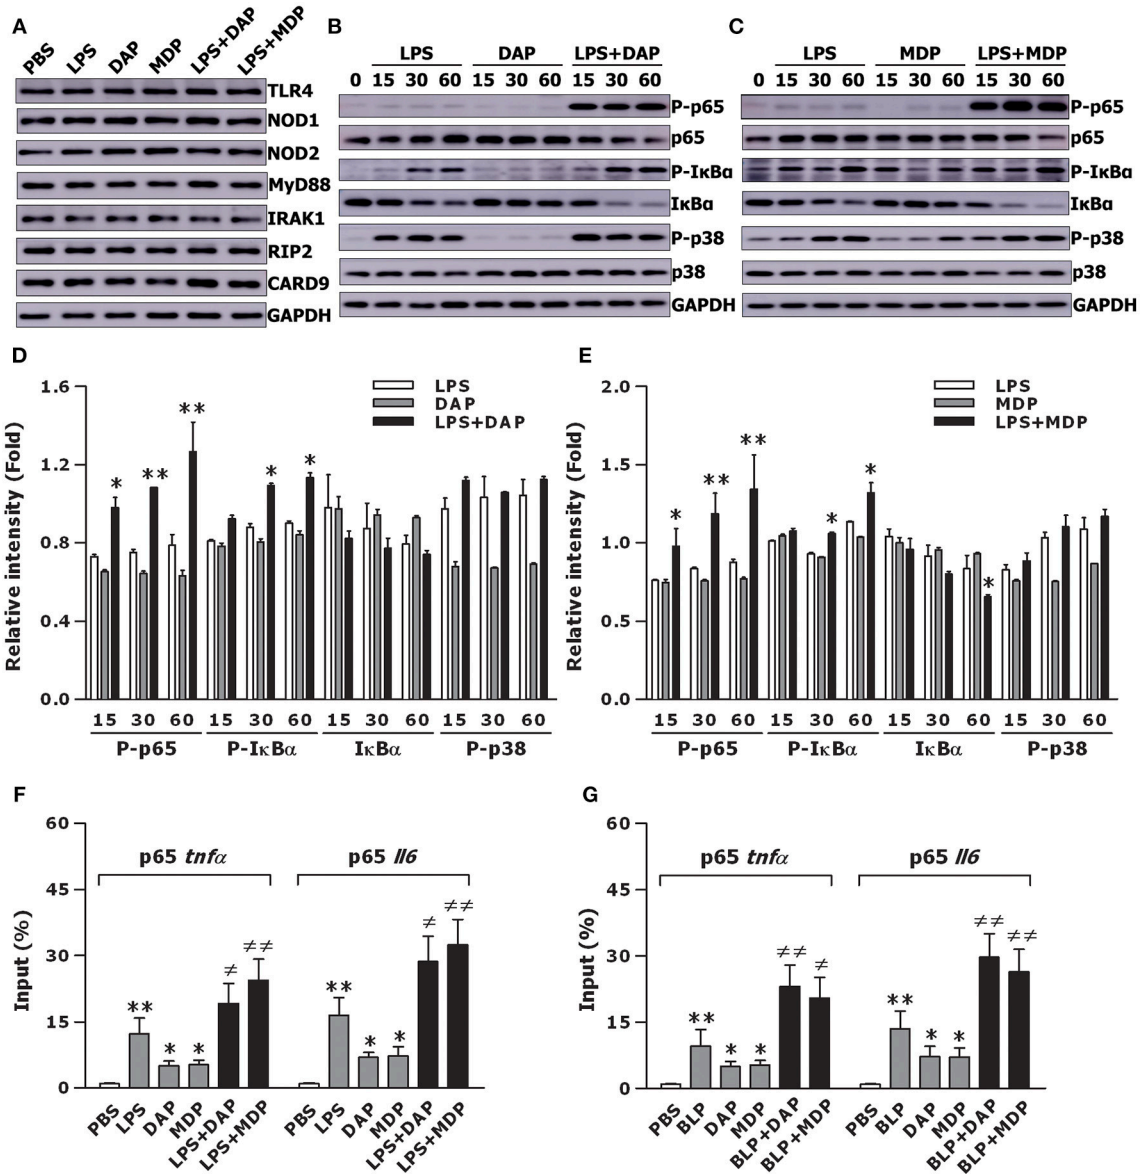 A
PBS LPS DAP MDP LPS+DAP LPS+MDP
TLR4
NOD1
NOD2
MyD88
IRAK1
RIP2
CARD9
GAPDH
B
LPS DAP LPS+DAP
0 15 30 60 15 30 60 15 30 60
P-p65
p65
P-IκBα
IκBα
P-p38
p38
GAPDH
C
LPS MDP LPS+MDP
0 15 30 60 15 30 60 15 30 60
P-p65
p65
P-IκBα
IκBα
P-p38
p38
GAPDH
D
Relative intensity (Fold)
1.6
1.2
0.8
0.4
0.0
LPS
DAP
LPS+DAP
* ** ** * *
15 30 60 15 30 60 15 30 60 15 30 60
P-p65 P-IκBα IκBα P-p38
E
Relative intensity (Fold)
2.0
1.5
1.0
0.5
0.0
LPS
MDP
LPS+MDP
* ** ** * * *
15 30 60 15 30 60 15 30 60 15 30 60
P-p65 P-IκBα IκBα P-p38
F
Input (%)
60
45
30
15
0
p65 tnfα p65 Il6
** * * ≠ ≠≠ ** * * ≠ ≠≠
PBS LPS DAP MDP LPS+DAP LPS+MDP PBS LPS DAP MDP LPS+DAP LPS+MDP
G
Input (%)
60
45
30
15
0
p65 tnfα p65 Il6
** * * ≠≠ ≠ ** * * ≠≠ ≠≠
PBS BLP DAP MDP BLP+DAP BLP+MDP PBS BLP DAP MDP BLP+DAP BLP+MDP